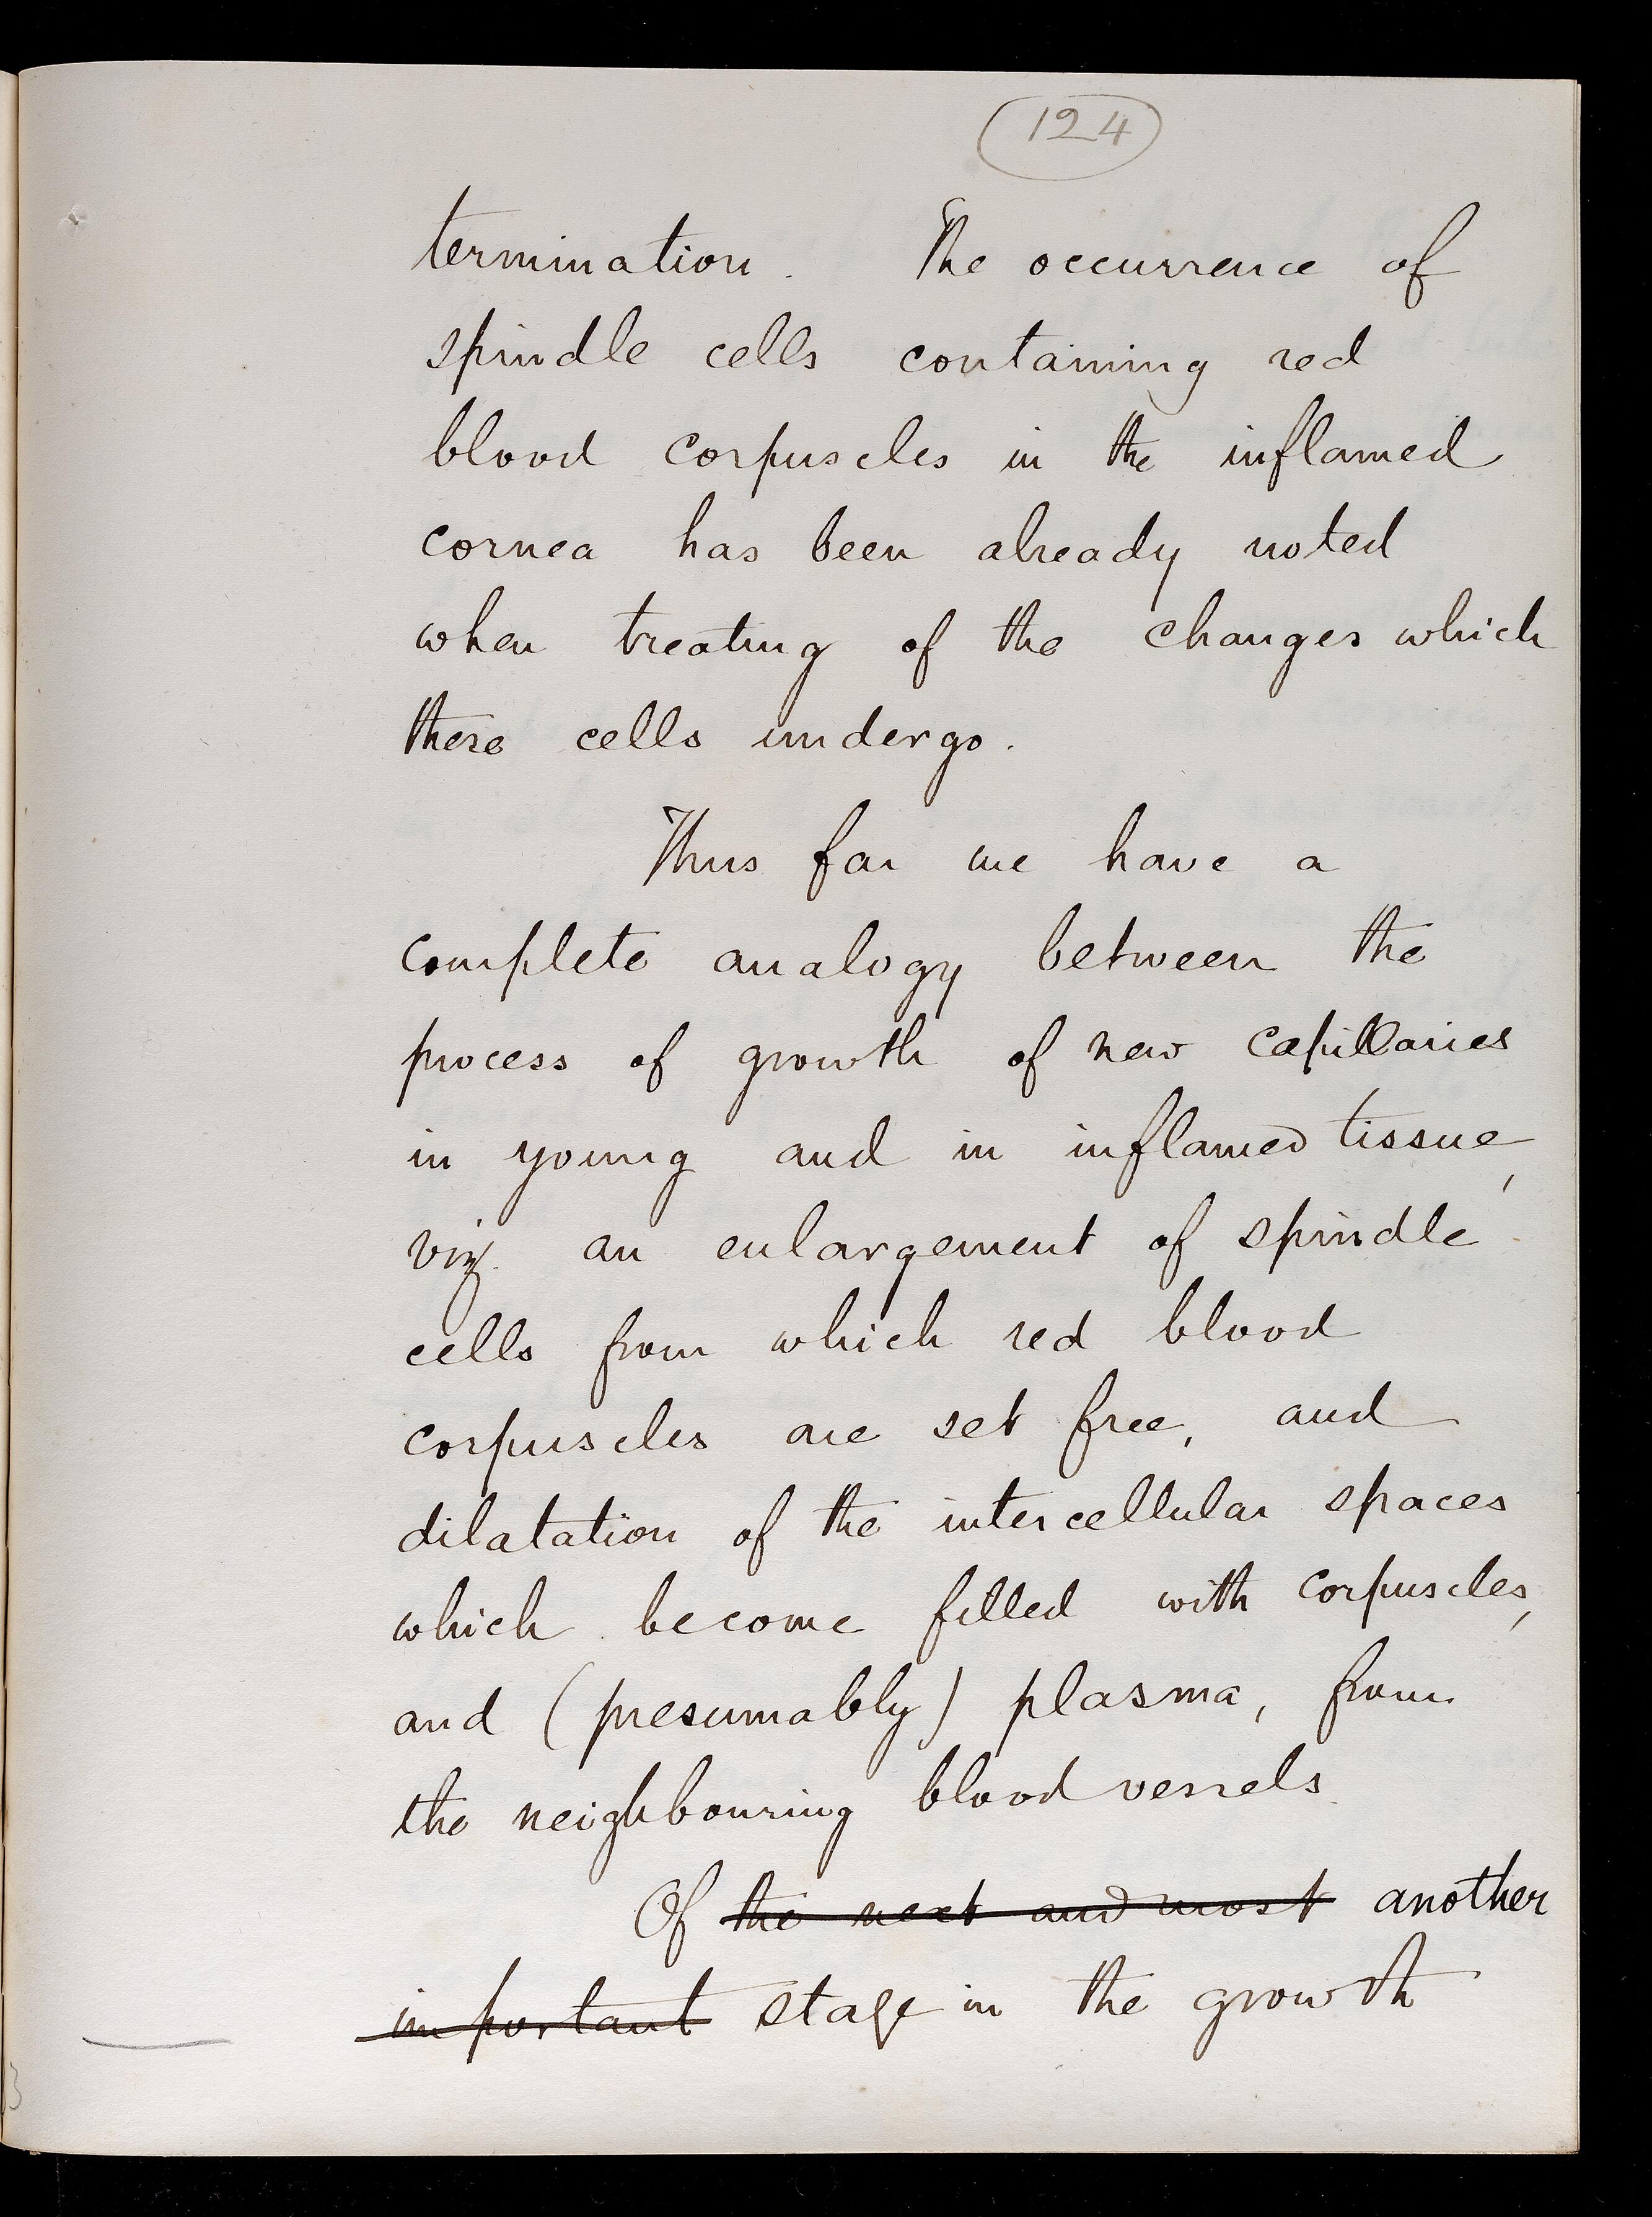 124
termination. The occurrence of
spindle cells containing red
blood corpuscles in the inflamed
cornea has been already noted
when treating of the changes which
these cells undergo.
Thus far we have a
complete analogy between the
process of growth of new capillaries
in young and in inflamed tissue,
viz. an enlargement of spindle
cells from which red blood
corpuscles are set free, and
dilatation of the intercellular spaces
which become filled with corpuscles,
and (presumably) plasma, from
the neighbouring blood vessels.
Of the next and most another
important stage in the growth